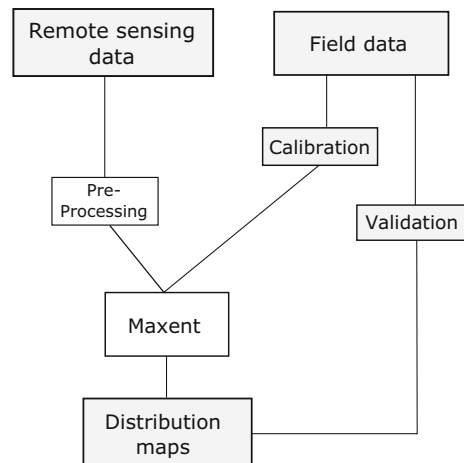 Remote sensing
data
Field data
Calibration
Pre-
Processing
Validation
Maxent
Distribution
maps